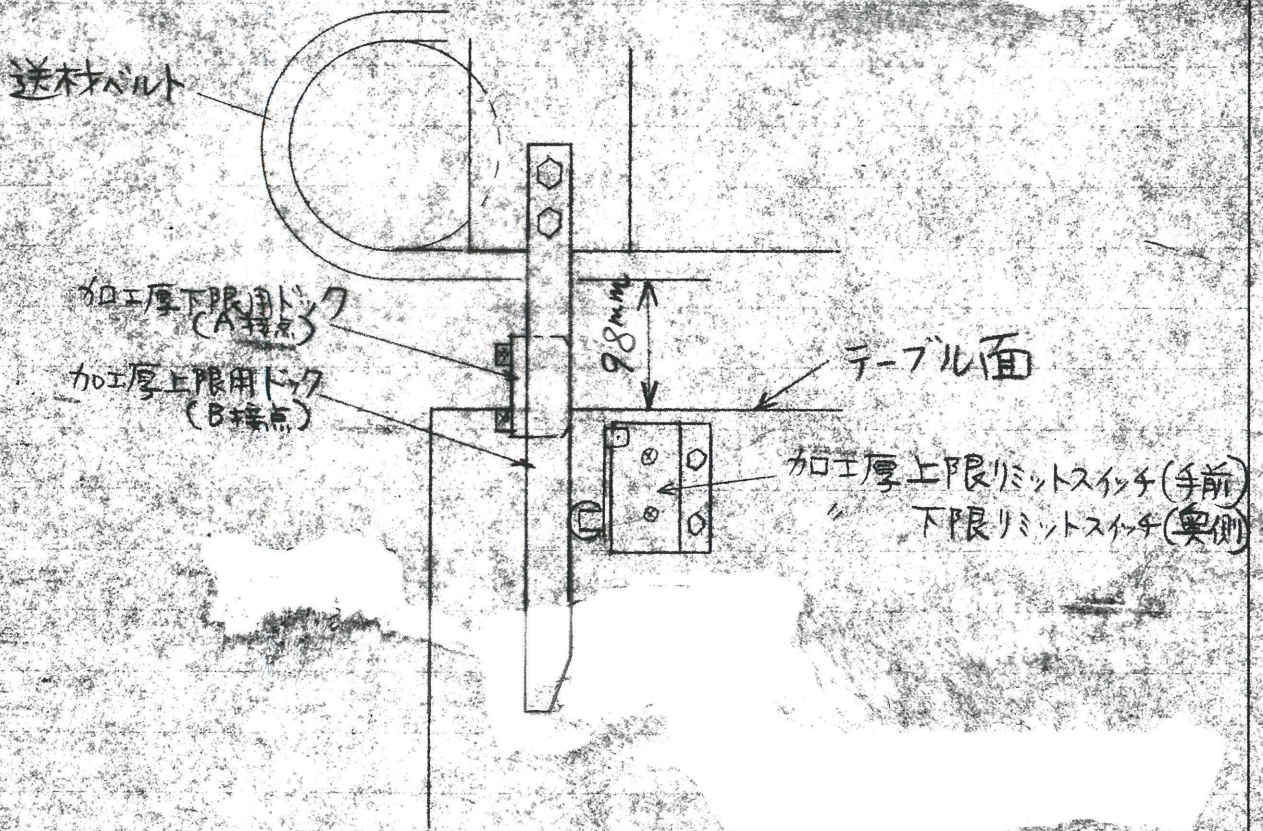 送材ベルト
加工厚下限用ドック
(A接点)
加工厚上限用ドック
(B接点)
98mm
テーブル面
加工厚上限リミットスイッチ(手前)
〃 下限リミットスイッチ(奥側)